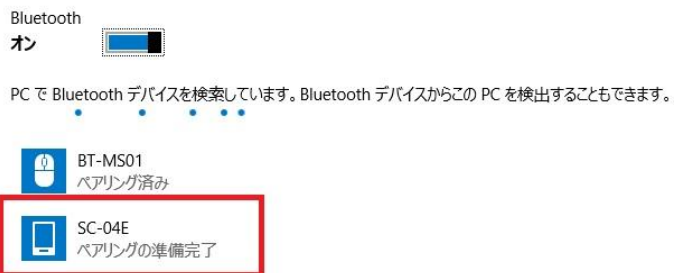 Bluetooth
オン
PC で Bluetooth デバイスを検索しています。Bluetooth デバイスからこの PC を検出することもできます。
BT-MS01
ペアリング済み
SC-04E
ペアリングの準備完了